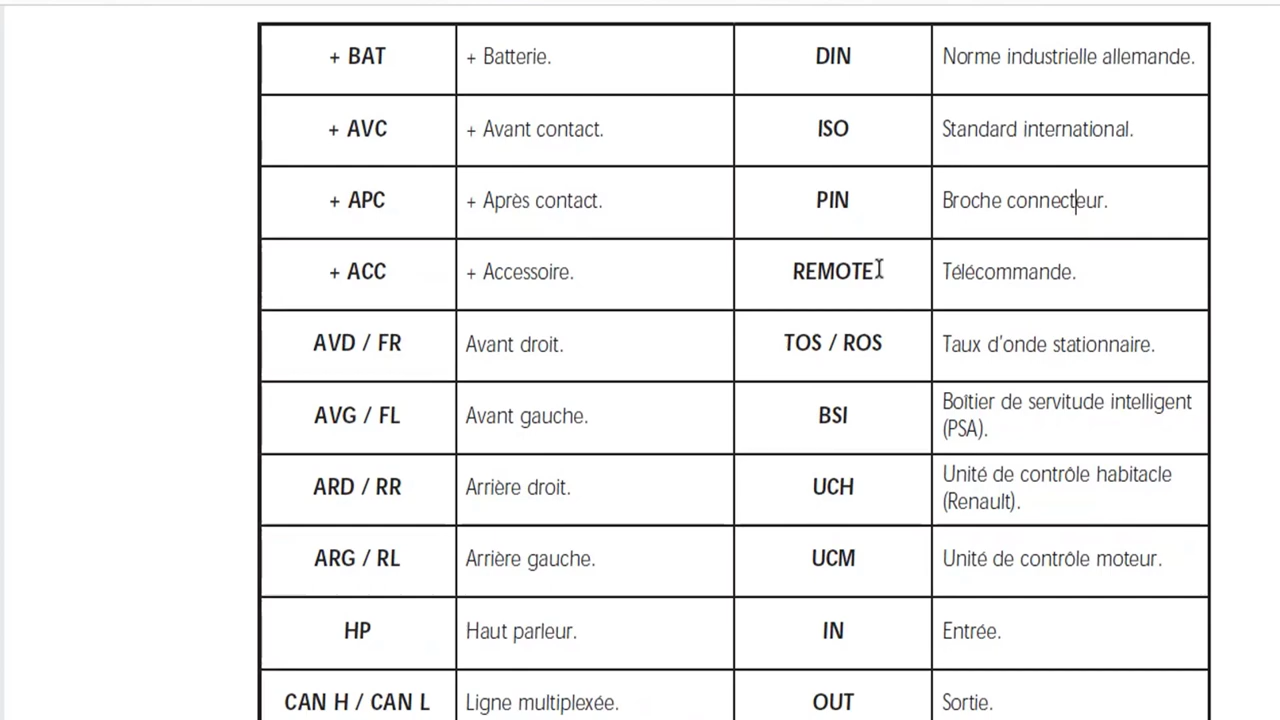 + BAT + Batterie. DIN Norme industrielle allemande.
+ AVC + Avant contact. ISO Standard international.
+ APC + Après contact. PIN Broche connecteur.
+ ACC + Accessoire. REMOTE Télécommande.
AVD / FR Avant droit. TOS / ROS Taux d'onde stationnaire.
AVG / FL Avant gauche. BSI Boîtier de servitude intelligent
(PSA).
ARD / RR Arrière droit. UCH Unité de contrôle habitacle
(Renault).
ARG / RL Arrière gauche. UCM Unité de contrôle moteur.
HP Haut parleur. IN Entrée.
CAN H / CAN L Ligne multiplexée. OUT Sortie.